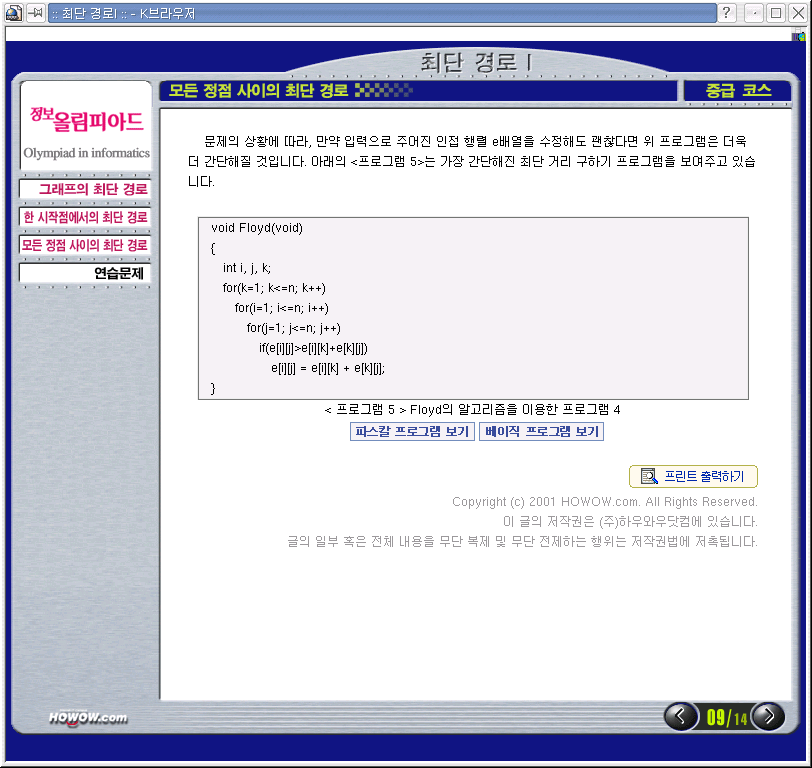 :: 최단 경로I :: - K브라우저
최단 경로 I
정보올림피아드
Olympiad in informatics
그래프의 최단 경로
한 시작점에서의 최단 경로
모든 정점 사이의 최단 경로
연습문제
모든 정점 사이의 최단 경로
중급 코스
문제의 상황에 따라, 만약 입력으로 주어진 인접 행렬 e배열을 수정해도 괜찮다면 위 프로그램은 더욱
더 간단해질 것입니다. 아래의 <프로그램 5>는 가장 간단해진 최단 거리 구하기 프로그램을 보여주고 있습
니다.
void Floyd(void)
{
int i, j, k;
for(k=1; k<=n; k++)
for(i=1; i<=n; i++)
for(j=1; j<=n; j++)
if(e[i][j]>e[i][k]+e[k][j])
e[i][j] = e[i][k] + e[k][j];
}
< 프로그램 5 > Floyd의 알고리즘을 이용한 프로그램 4
파스칼 프로그램 보기
베이직 프로그램 보기
프린트 출력하기
Copyright (c) 2001 HOWOW.com. All Rights Reserved.
이 글의 저작권은 (주)하우와우닷컴에 있습니다.
글의 일부 혹은 전체 내용을 무단 복제 및 무단 전제하는 행위는 저작권법에 저촉됩니다.
HOWOW.com
09/14